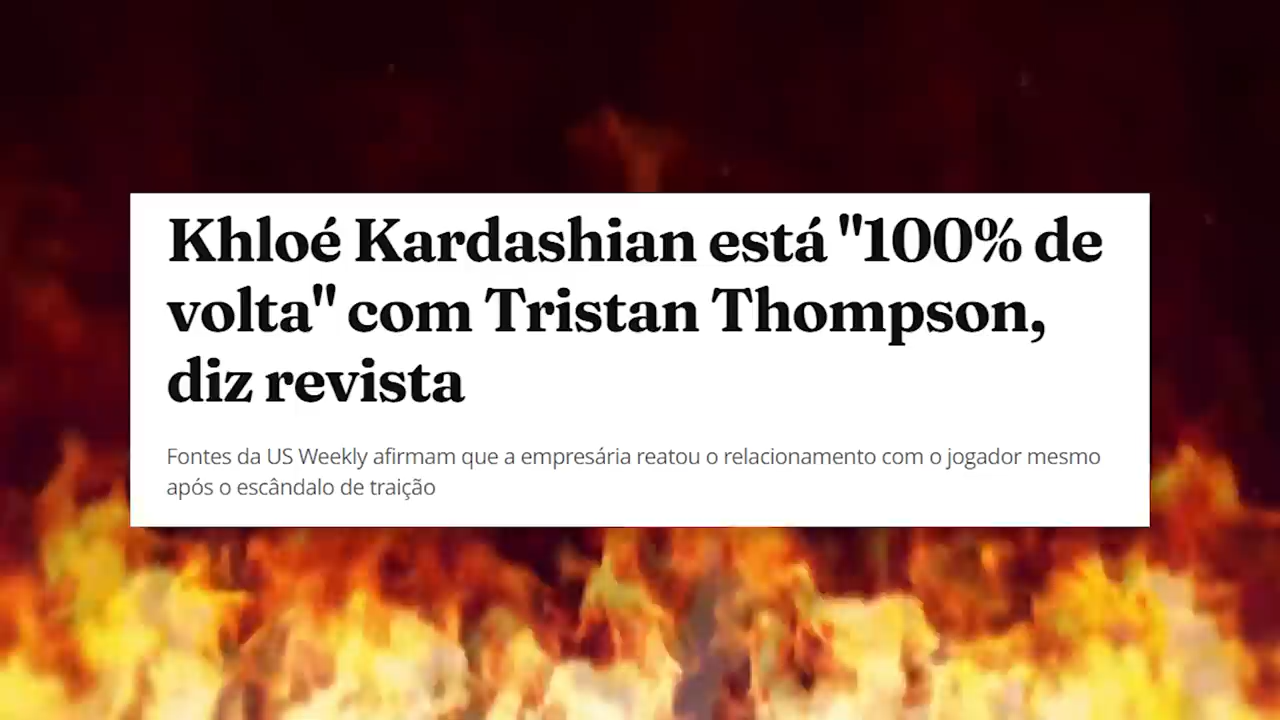 Khloé Kardashian está "100% de
volta" com Tristan Thompson,
diz revista
Fontes da US Weekly afirmam que a empresária reatou o relacionamento com o jogador mesmo
após o escândalo de traição